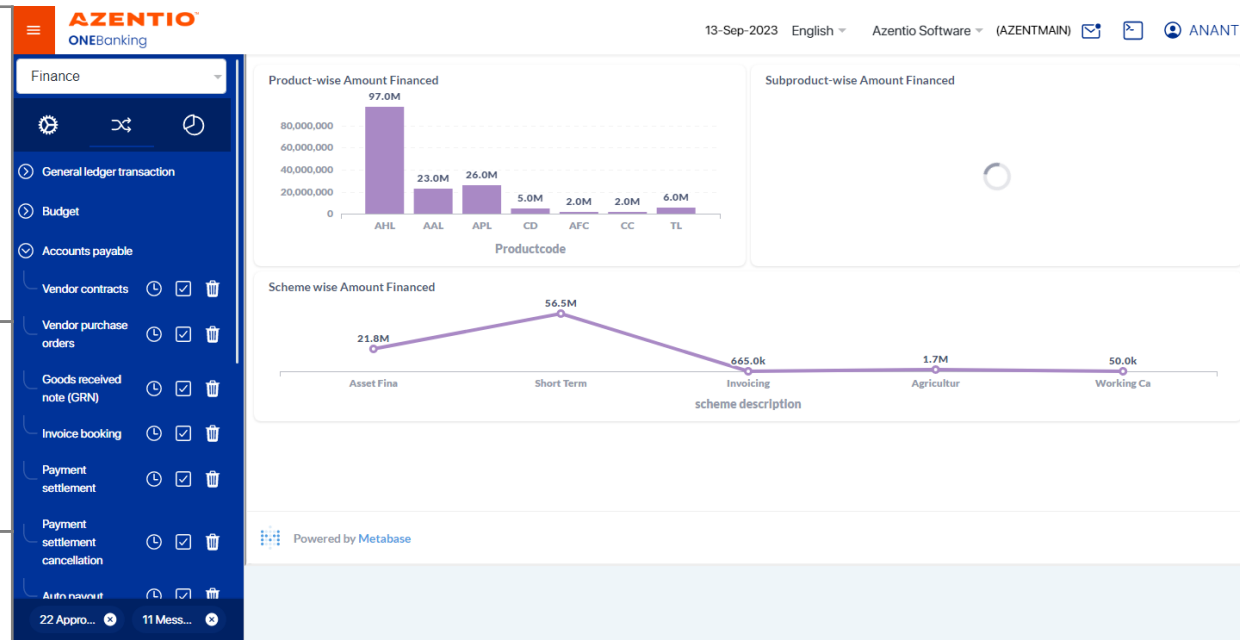 AZENTIO
ONEBanking
13-Sep-2023 English Azentio Software (AZENTMAIN) ANANT
Finance
General ledger transaction
Budget
Accounts payable
Vendor contracts
Vendor purchase
orders
Goods received
note (GRN)
Invoice booking
Payment
settlement
Payment
settlement
cancellation
Auto payout
22 Appro... 11 Mess...
Product-wise Amount Financed
97.0M
80,000,000
60,000,000
40,000,000
23.0M 26.0M
20,000,000
5.0M 2.0M 2.0M 6.0M
0
AHL AAL APL CD AFC CC TL
Productcode
Subproduct-wise Amount Financed
Scheme wise Amount Financed
56.5M
21.8M
665.0k 1.7M 50.0k
Asset Fina Short Term Invoicing Agricultur Working Ca
scheme description
Powered by Metabase